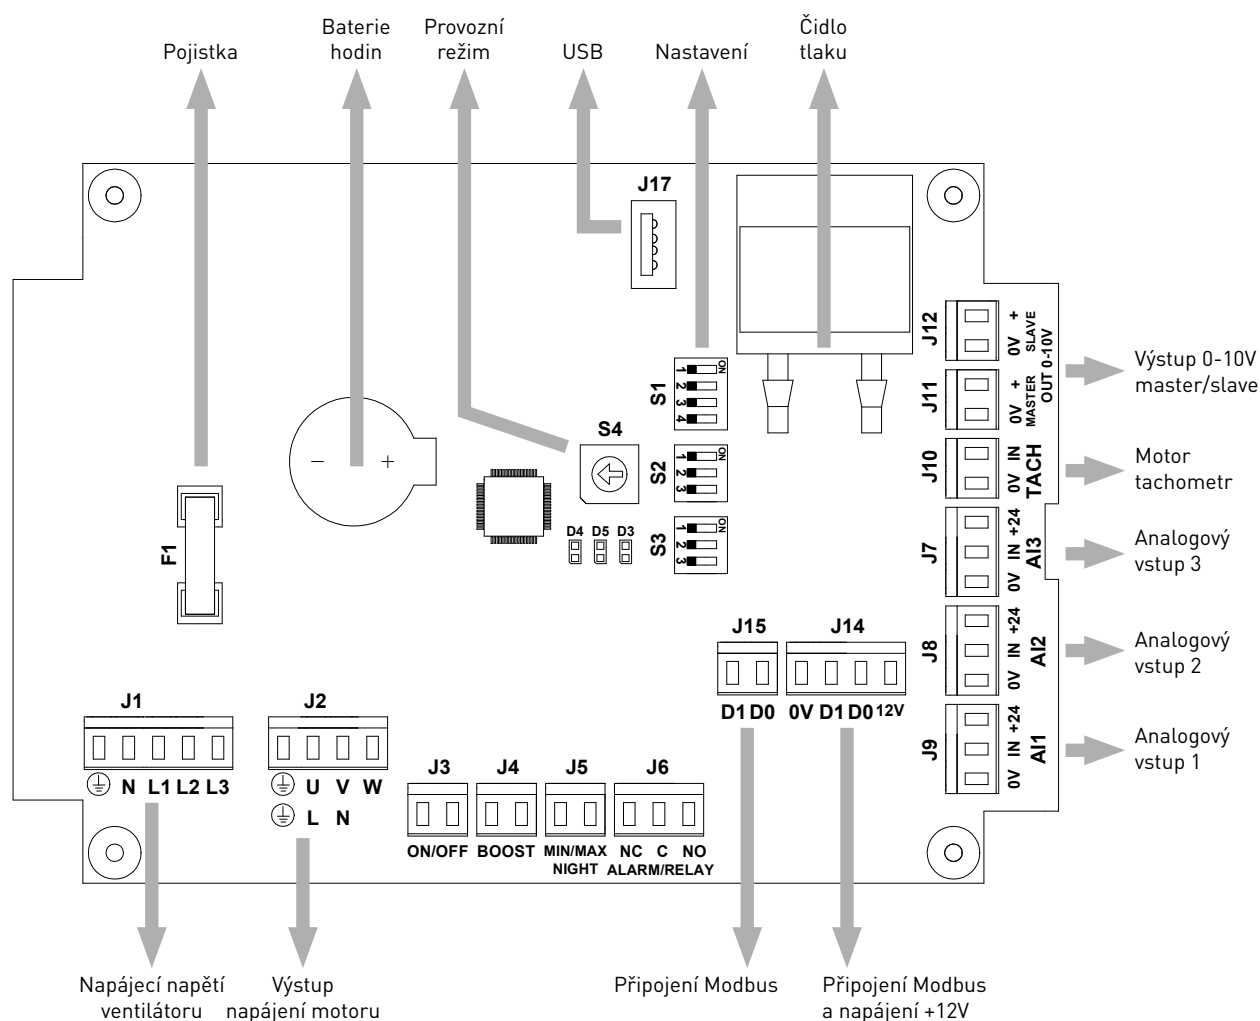 Pojistka
Baterie
hodin
Provozní
režim
USB
Nastavení
Čidlo
tlaku
J17
J12
0V +
SLAVE
J11
0V +
MASTER
OUT 0-10V
Výstup 0-10V
master/slave
S1
ON
1
2
3
4
S4
S2
ON
1
2
3
J10
0V IN
TACH
Motor
tachometr
− +
F1
D4 D5 D3
S3
ON
1
2
3
J7
0V IN +24
AI3
Analogový
vstup 3
J8
0V IN +24
AI2
Analogový
vstup 2
J15
D1 D0
J14
0V D1 D0 12V
J9
0V IN +24
AI1
Analogový
vstup 1
J1
N L1 L2 L3
J2
U V W
L N
J3
ON/OFF
J4
BOOST
J5
MIN/MAX
NIGHT
J6
NC C NO
ALARM/RELAY
Napájecí napětí
ventilátoru
Výstup
napájení motoru
Připojení Modbus
Připojení Modbus
a napájení +12V